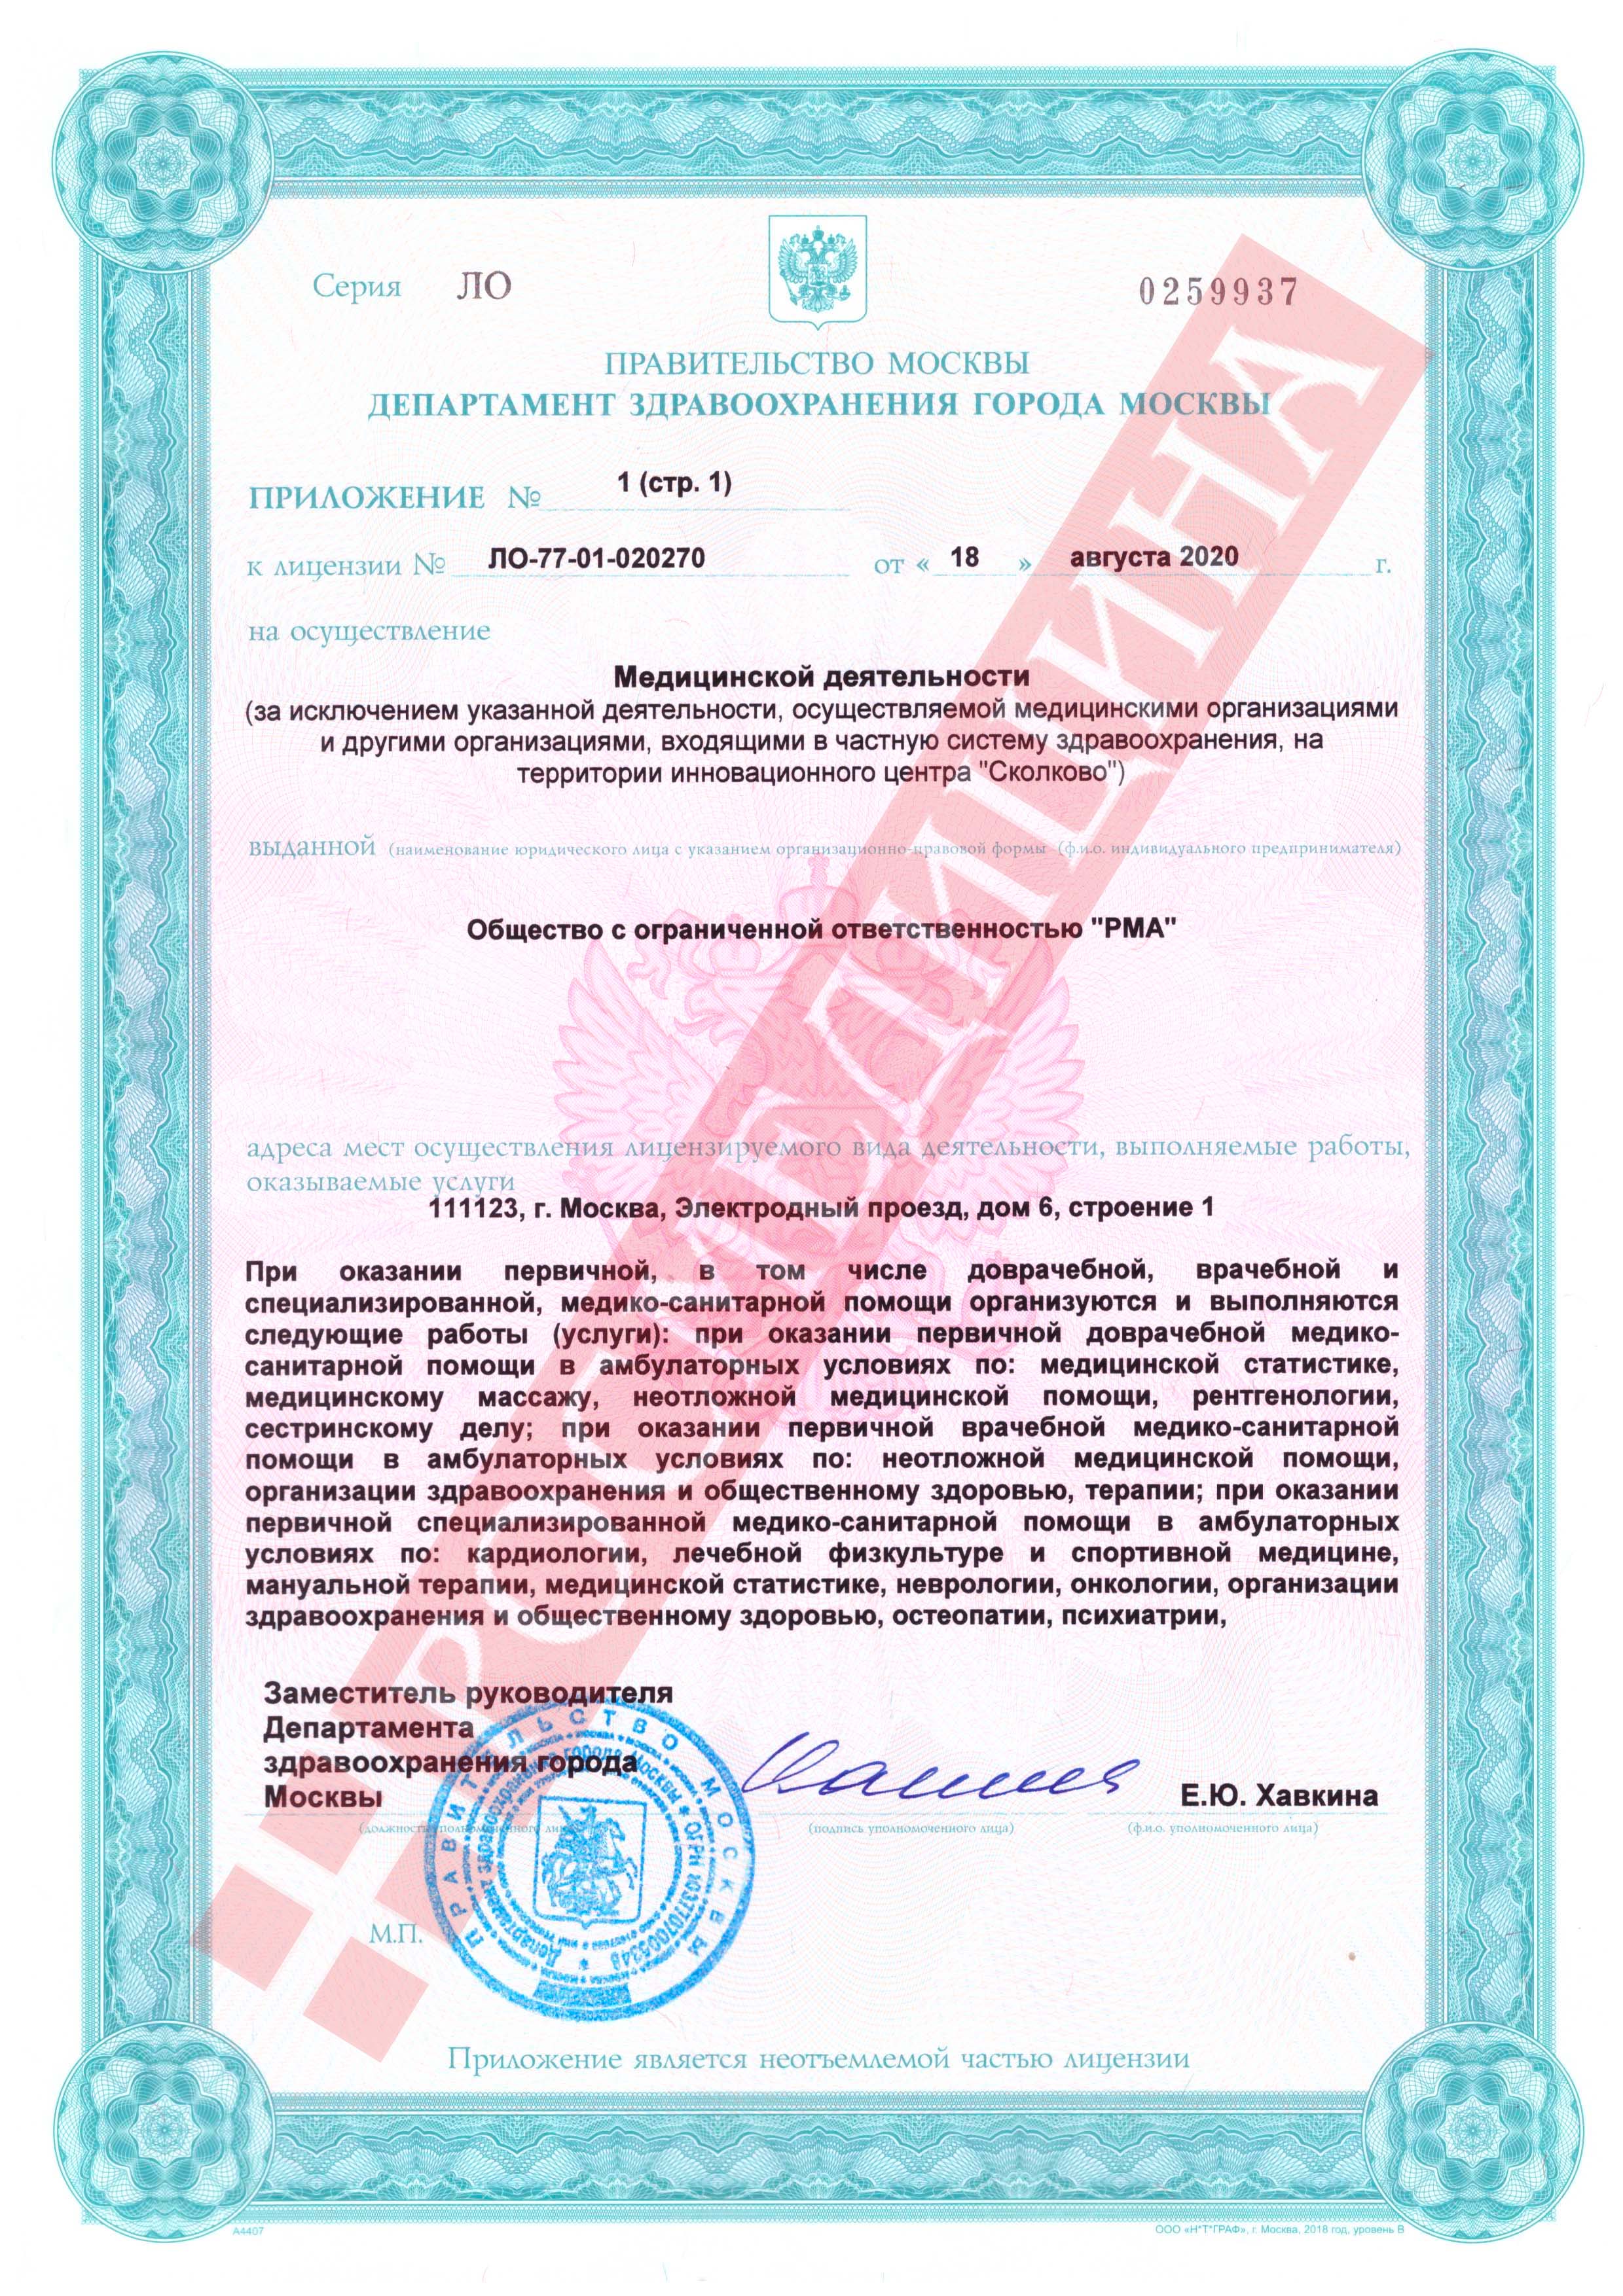 Серия ЛО 0259937
ПРАВИТЕЛЬСТВО МОСКВЫ
ДЕПАРТАМЕНТ ЗДРАВООХРАНЕНИЯ ГОРОДА МОСКВЫ
ПРИЛОЖЕНИЕ № 1 (стр. 1)
к лицензии № ЛО-77-01-020270 от « 18 » августа 2020 г.
на осуществление
Медицинской деятельности
(за исключением указанной деятельности, осуществляемой медицинскими организациями
и другими организациями, входящими в частную систему здравоохранения, на
территории инновационного центра "Сколково")
выданной (наименование юридического лица с указанием организационно-правовой формы (ф.и.о. индивидуального предпринимателя)
Общество с ограниченной ответственностью "РМА"
адреса мест осуществления лицензируемого вида деятельности, выполняемые работы,
оказываемые услуги
111123, г. Москва, Электродный проезд, дом 6, строение 1
При оказании первичной, в том числе доврачебной, врачебной и
специализированной, медико-санитарной помощи организуются и выполняются
следующие работы (услуги): при оказании первичной доврачебной медико-
санитарной помощи в амбулаторных условиях по: медицинской статистике,
медицинскому массажу, неотложной медицинской помощи, рентгенологии,
сестринскому делу; при оказании первичной врачебной медико-санитарной
помощи в амбулаторных условиях по: неотложной медицинской помощи,
организации здравоохранения и общественному здоровью, терапии; при оказании
первичной специализированной медико-санитарной помощи в амбулаторных
условиях по: кардиологии, лечебной физкультуре и спортивной медицине,
мануальной терапии, медицинской статистике, неврологии, онкологии, организации
здравоохранения и общественному здоровью, остеопатии, психиатрии,
Заместитель руководителя
Департамента
здравоохранения города
Москвы
Е.Ю. Хавкина
(должность уполномоченного лица) (подпись уполномоченного лица) (ф.и.о. уполномоченного лица)
ПРАВИТЕЛЬСТВО МОСКВЫ
Департамент здравоохранения города Москвы * ОГРН 1037707005346 *
М.П.
Приложение является неотъемлемой частью лицензии
А4407
ООО «Н*Т*ГРАФ», г. Москва, 2018 год, уровень В
РОСМЕДИЦИНА